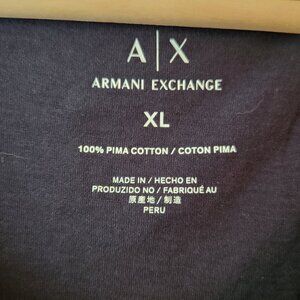 A|X
ARMANI EXCHANGE
XL
100% PIMA COTTON / COTON PIMA
MADE IN / HECHO EN
PRODUZIDO NO / FABRIQUÉ AU
原産地 / 制造
PERU